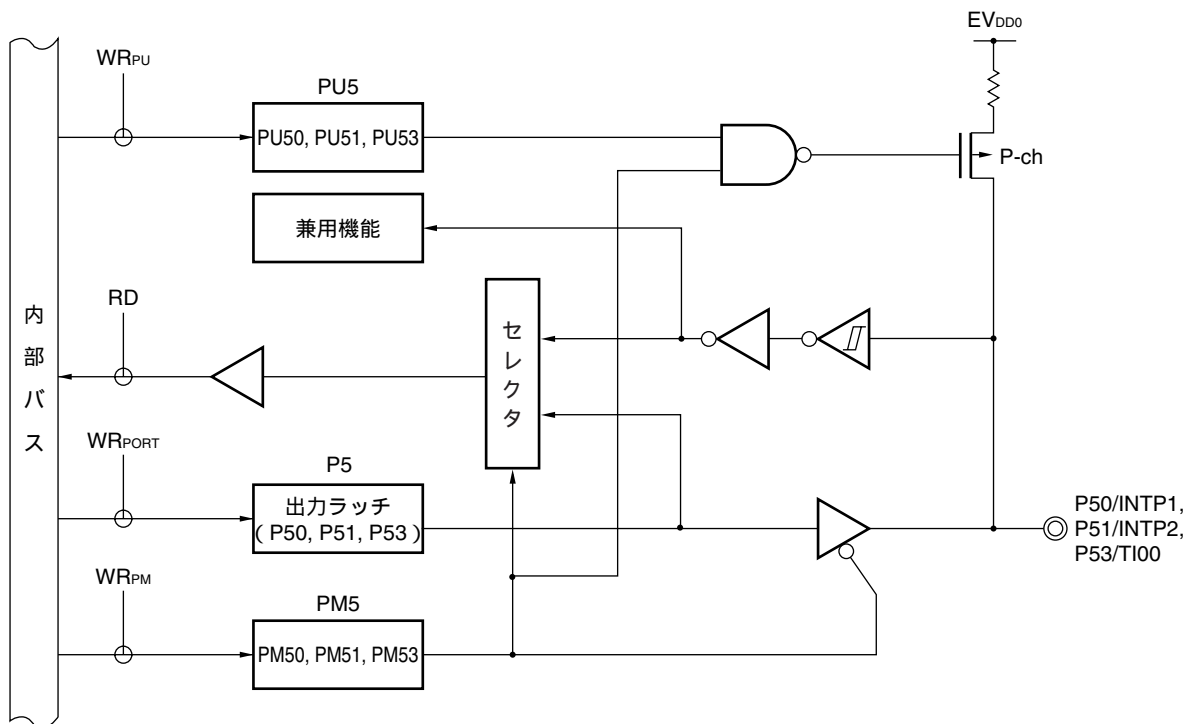 EVDD0
WRPU
PU5
PU50, PU51, PU53
P-ch
兼用機能
RD
セレクタ
内部バス
WRPORT
P5
出力ラッチ
（P50, P51, P53）
P50/INTP1,
P51/INTP2,
P53/TI00
WRPM
PM5
PM50, PM51, PM53